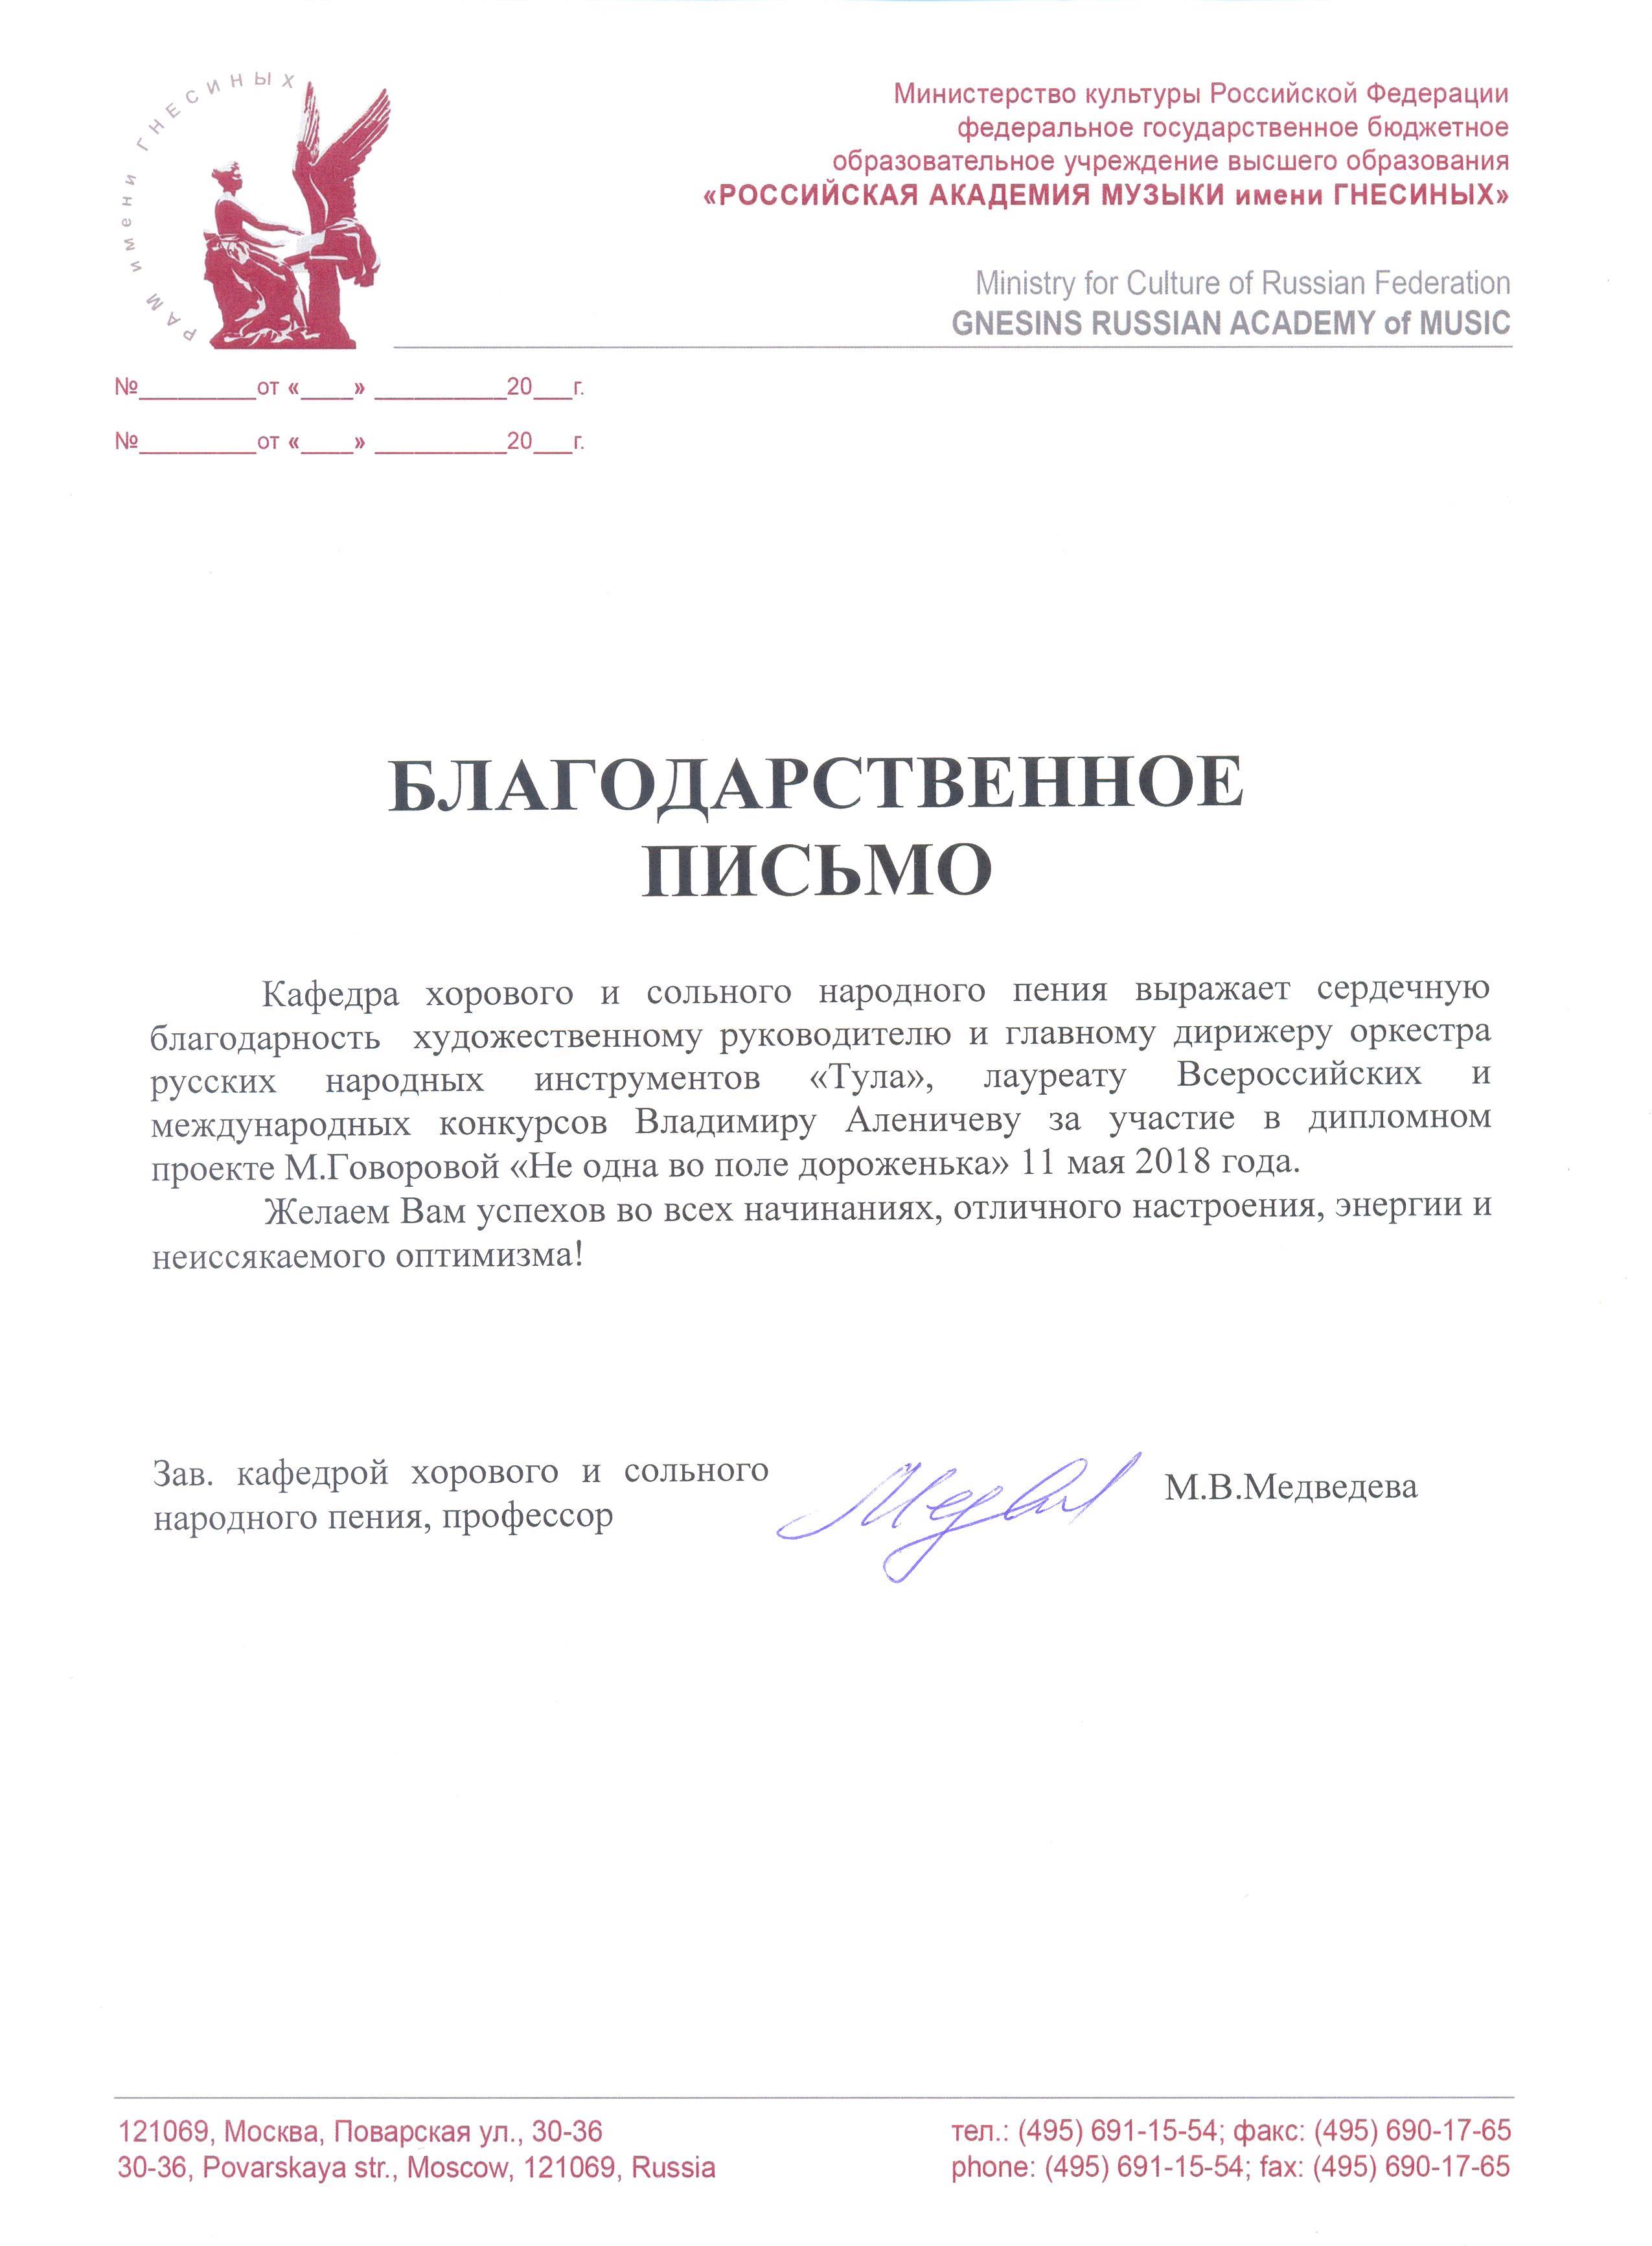 РАМ имени ГНЕСИНЫХ
Министерство культуры Российской Федерации
федеральное государственное бюджетное
образовательное учреждение высшего образования
«РОССИЙСКАЯ АКАДЕМИЯ МУЗЫКИ имени ГНЕСИНЫХ»
Ministry for Culture of Russian Federation
GNESINS RUSSIAN ACADEMY of MUSIC
№_________от «____» __________20___г.
№_________от «____» __________20___г.
БЛАГОДАРСТВЕННОЕ
ПИСЬМО
Кафедра хорового и сольного народного пения выражает сердечную
благодарность художественному руководителю и главному дирижеру оркестра
русских народных инструментов «Тула», лауреату Всероссийских и
международных конкурсов Владимиру Аленичеву за участие в дипломном
проекте М.Говоровой «Не одна во поле дороженька» 11 мая 2018 года.
Желаем Вам успехов во всех начинаниях, отличного настроения, энергии и
неиссякаемого оптимизма!
Зав. кафедрой хорового и сольного
народного пения, профессор
М.В.Медведева
121069, Москва, Поварская ул., 30-36
30-36, Povarskaya str., Moscow, 121069, Russia
тел.: (495) 691-15-54; факс: (495) 690-17-65
phone: (495) 691-15-54; fax: (495) 690-17-65